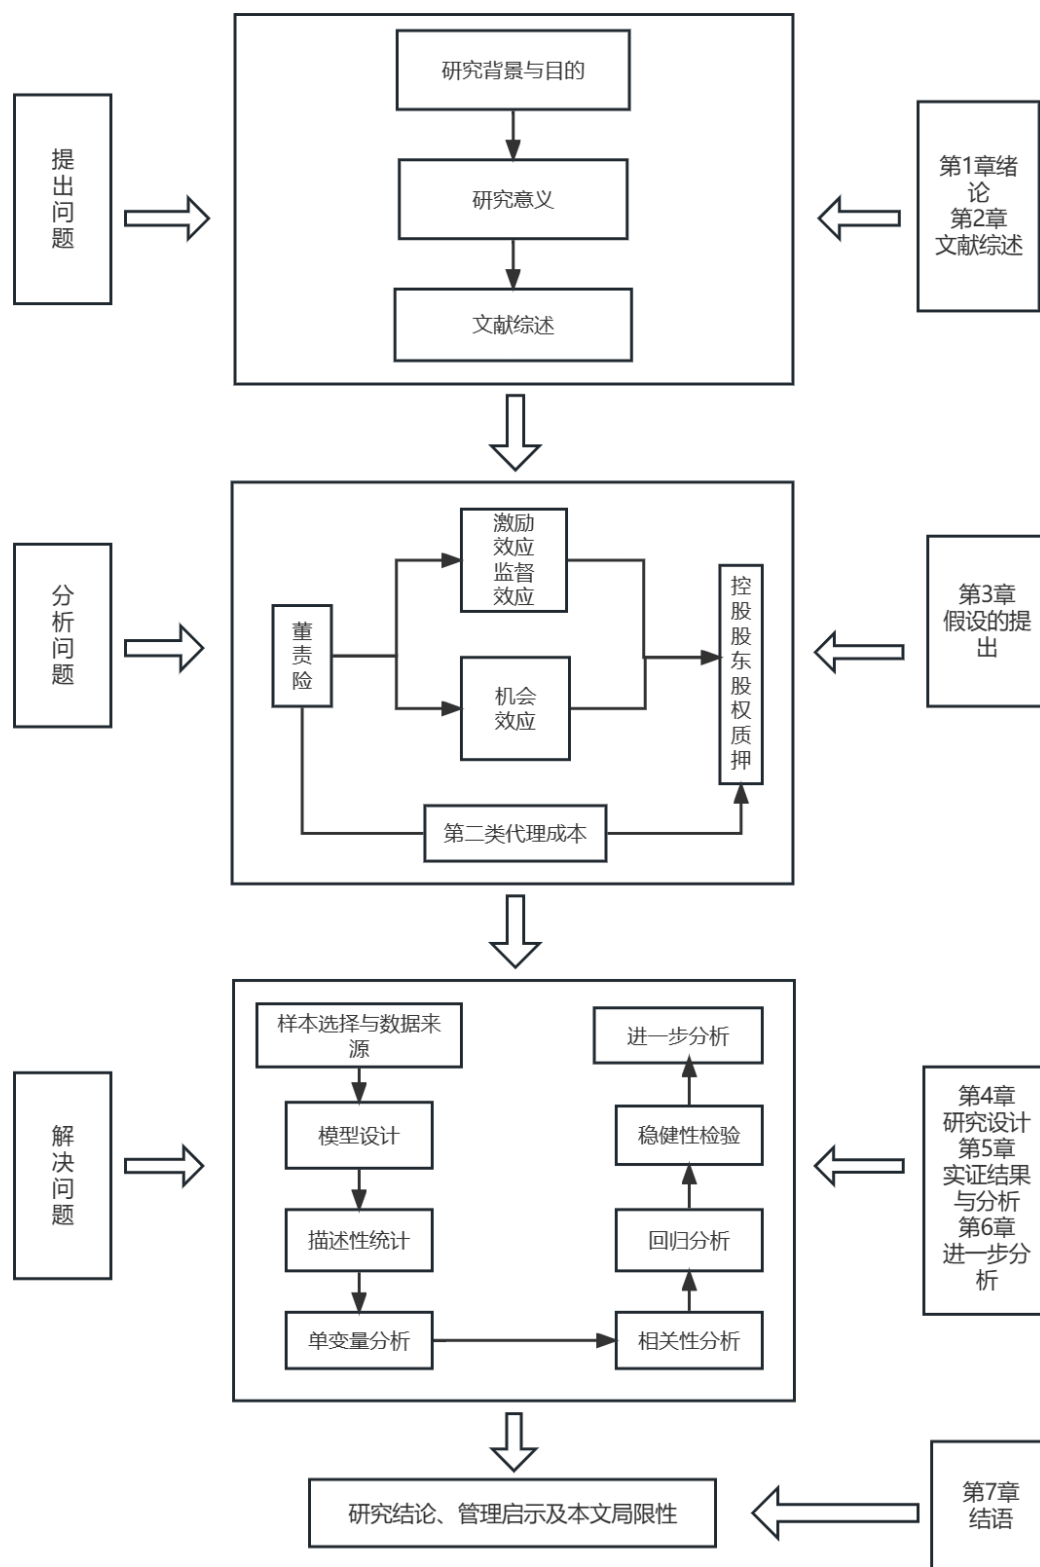 研究背景与目的
提
出
问
题
研究意义
文献综述
第1章绪
论
第2章
文献综述
分
析
问
题
董
责
险
激励
效应
监督
效应
机会
效应
控
股
股
东
股
权
质
押
第二类代理成本
第3章
假设的提
出
解
决
问
题
样本选择与数据来
源
模型设计
描述性统计
单变量分析
相关性分析
回归分析
稳健性检验
进一步分析
第4章
研究设计
第5章
实证结果
与分析
第6章
进一步分
析
研究结论、管理启示及本文局限性
第7章
结语